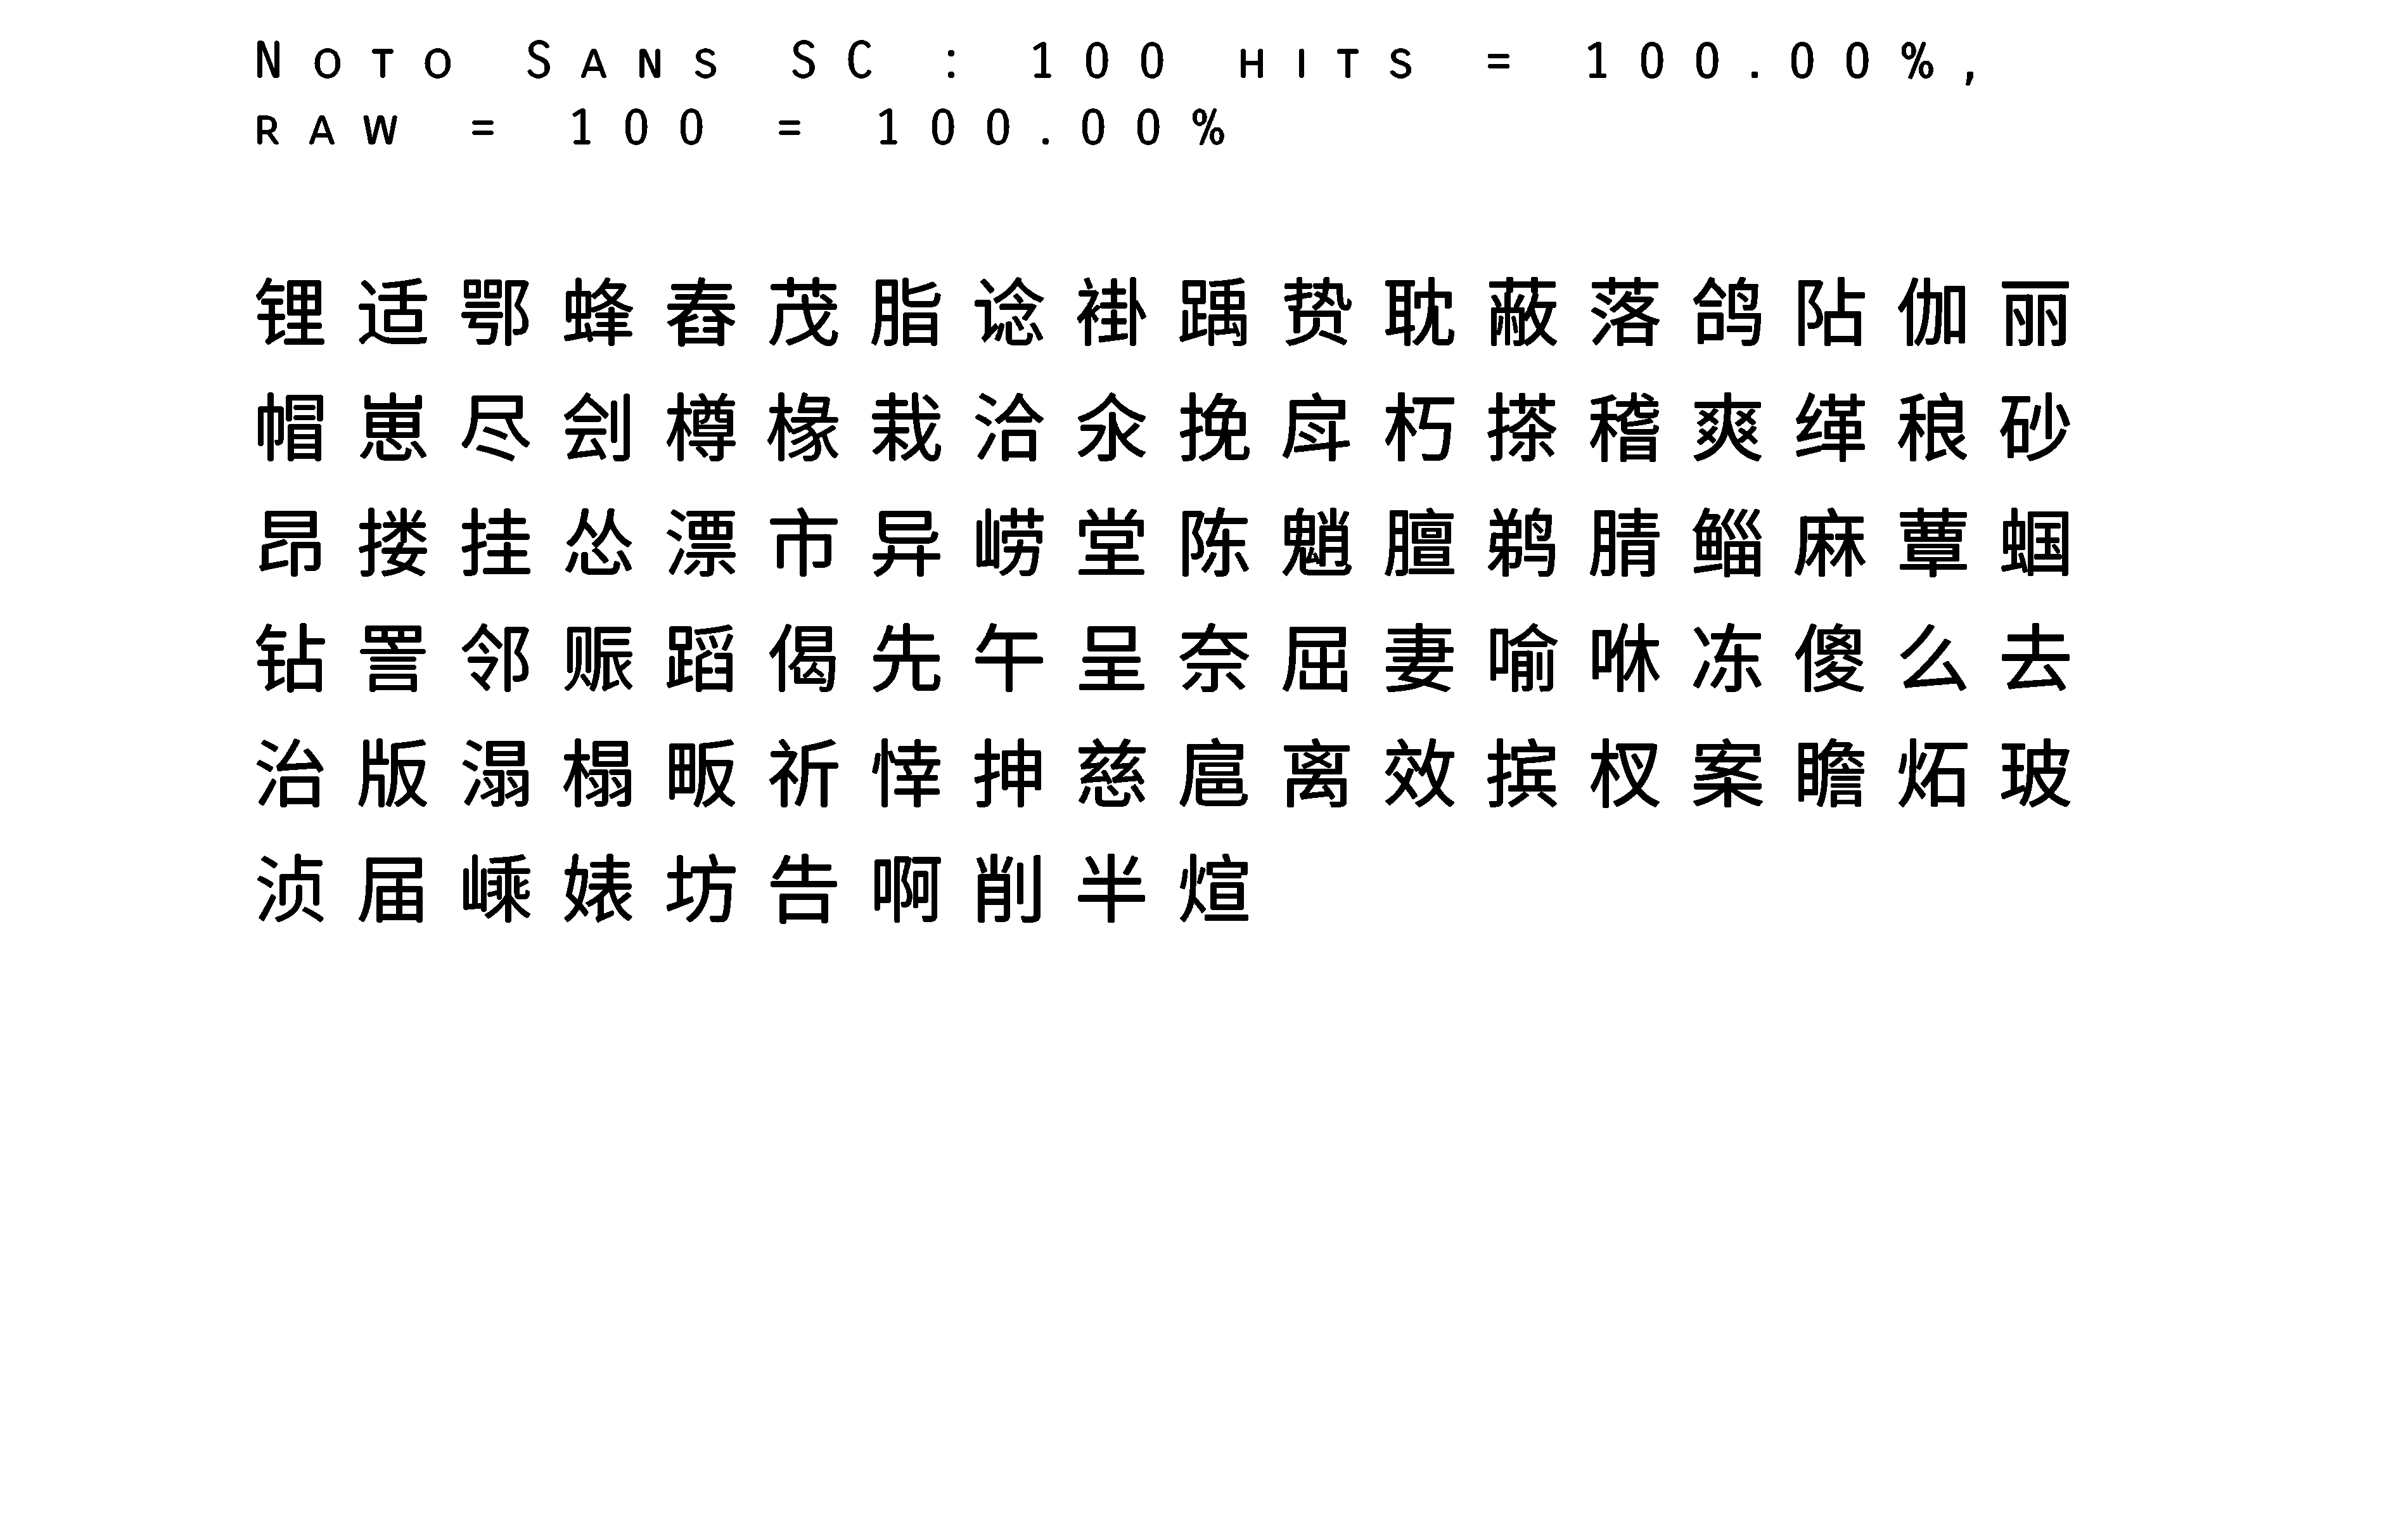 Noto Sans SC : 100 hits = 100.00%,
raw = 100 = 100.00%
锂适鄂蜂舂茂脂谂褂踽贽耽蔽落鸽阽伽丽
帽崽尽刽樽椽栽洽汆挽戽朽搽稽爽缂稂砂
昂搂挂怂漂市异崂堂陈魈膻鹈腈鲻麻蕈蝈
钻詈邻赈蹈偈先午呈奈屈妻喻咻冻傻么去
治版溻榻畈祈悻抻慈扈离效摈杈案瞻炻玻
浈届嵊婊坊告啊削半煊